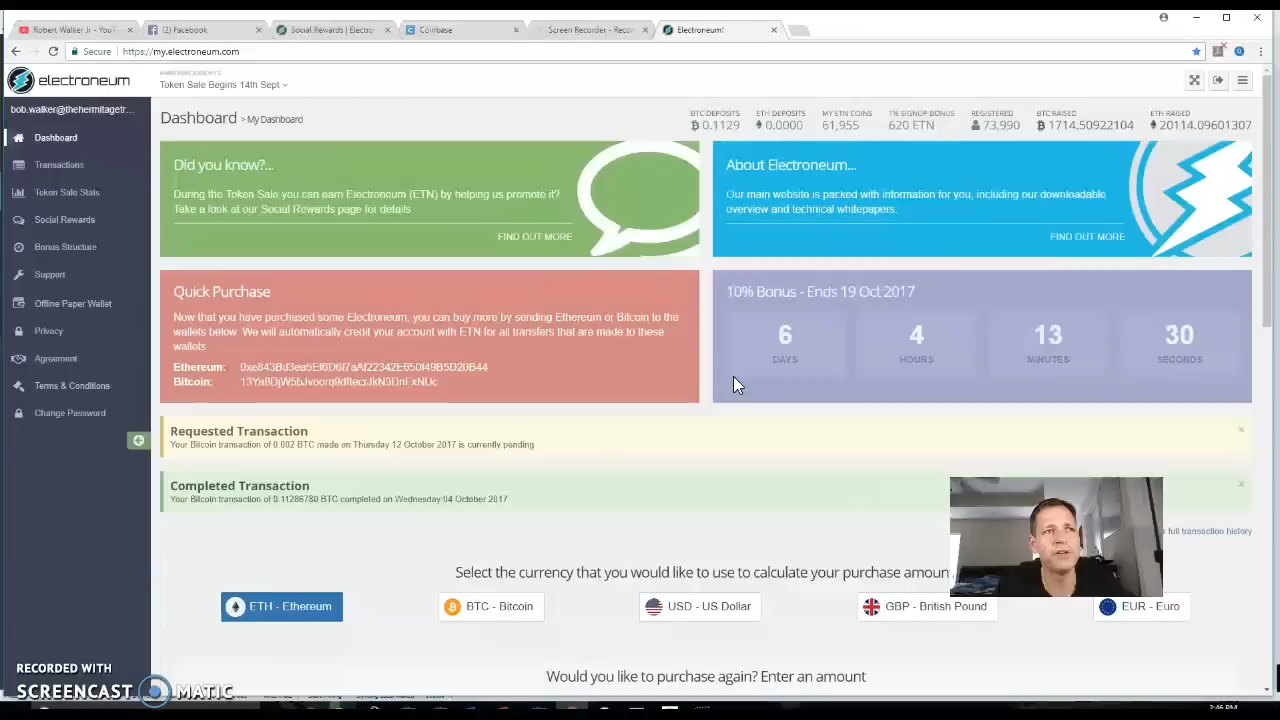 Robert Walker Jr - YouT
(2) Facebook
Social Rewards | Electro
Coinbase
Screen Recorder - Reco
Electroneum!
Secure
https://my.electroneum.com
electroneum
ANNOUNCEMENTS
Token Sale Begins 14th Sept
bob.walker@thehermitagetr...
Dashboard
Transactions
Token Sale Stats
Social Rewards
Bonus Structure
Support
Offline Paper Wallet
Privacy
Agreement
Terms & Conditions
Change Password
Dashboard > My Dashboard
BTC DEPOSITS
0.1129
ETH DEPOSITS
0.0000
MY ETN COINS
61,955
1% SIGNUP BONUS
620 ETN
REGISTERED
73,990
BTC RAISED
1714.50922104
ETH RAISED
20114.09601307
Did you know?...
During the Token Sale you can earn Electroneum (ETN) by helping us promote it?
Take a look at our Social Rewards page for details
FIND OUT MORE
About Electroneum...
Our main website is packed with information for you, including our downloadable
overview and technical whitepapers.
FIND OUT MORE
Quick Purchase
Now that you have purchased some Electroneum, you can buy more by sending Ethereum or Bitcoin to the
wallets below. We will automatically credit your account with ETN for all transfers that are made to these
wallets
Ethereum:
Bitcoin:
10% Bonus - Ends 19 Oct 2017
6
DAYS
4
HOURS
13
MINUTES
30
SECONDS
Requested Transaction
Your Bitcoin transaction of 0.002 BTC made on Thursday 12 October 2017 is currently pending
Completed Transaction
Your Bitcoin transaction of 0.11286780 BTC completed on Wednesday 04 October 2017
full transaction history
Select the currency that you would like to use to calculate your purchase amoun
ETH - Ethereum
BTC - Bitcoin
USD - US Dollar
GBP - British Pound
EUR - Euro
Would you like to purchase again? Enter an amount
RECORDED WITH
SCREENCAST MATIC
3:46 PM